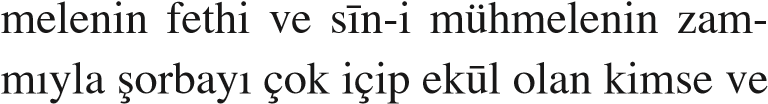 melenin fethi ve sīn-i mühmelenin zam-
mıyla şorbayı çok içip ekūl olan kimse ve